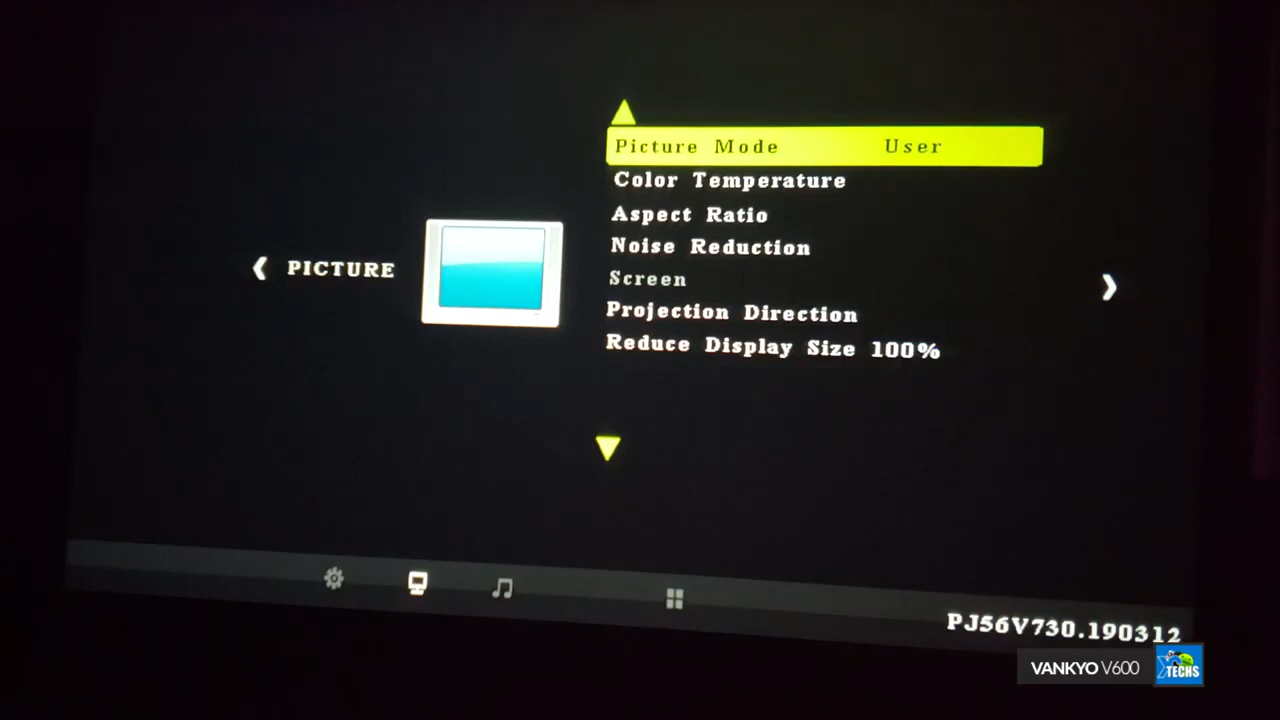 Picture Mode User
Color Temperature
Aspect Ratio
Noise Reduction
PICTURE
Screen
Projection Direction
Reduce Display Size 100%
PJ56V730.190312
VANKYO V600
XTECHS